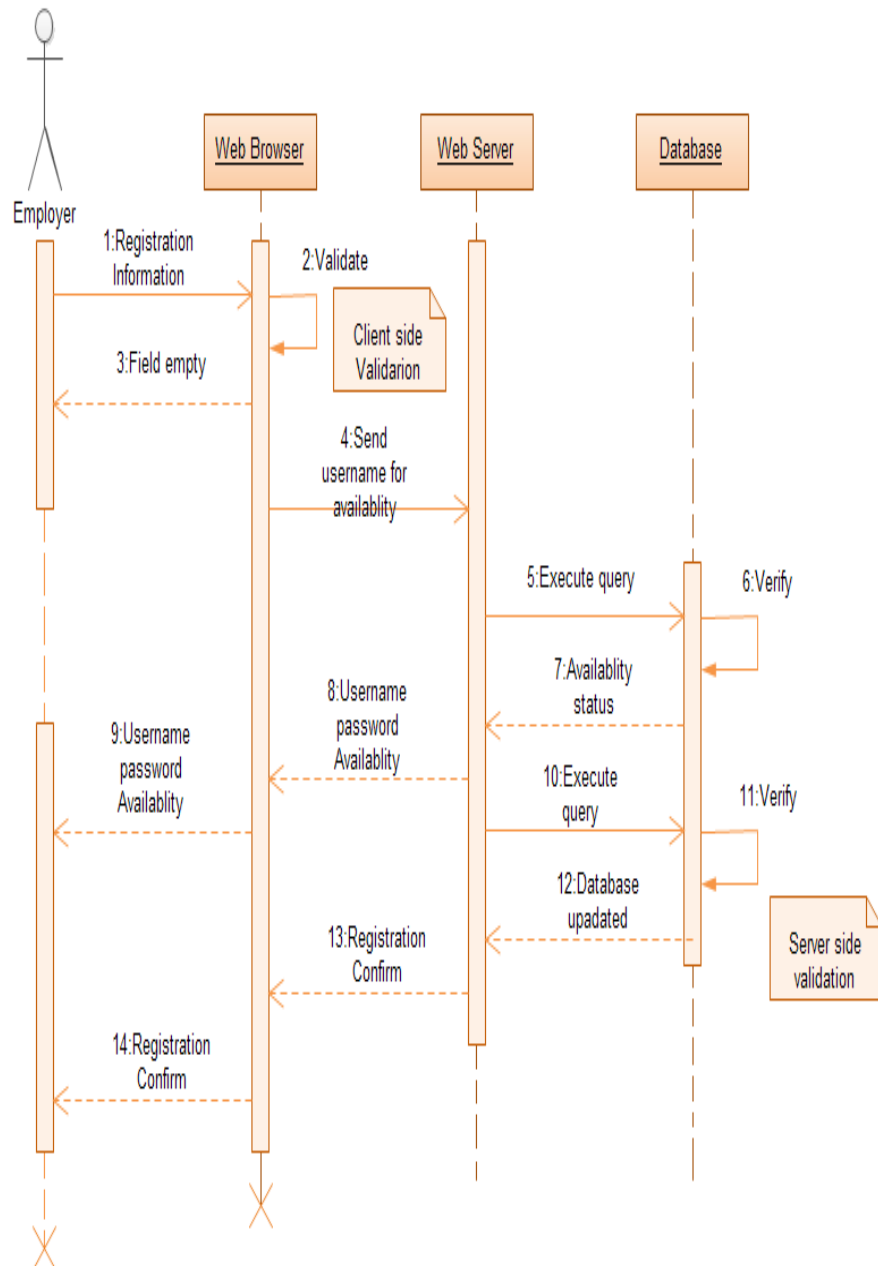 Web Browser
Web Server
Database
Employer
1:Registration
Information
2:Validate
Client side
Validarion
3:Field empty
4:Send
username for
availablity
5:Execute query
6:Verify
7:Availablity
status
8:Username
password
Availablity
9:Username
password
Availablity
10:Execute
query
11:Verify
12:Database
upadated
Server side
validation
13:Registration
Confirm
14:Registration
Confirm